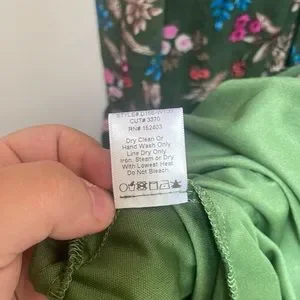 CUT# 3370
RN# 162403
Dry Clean Or
Hand Wash Only
Line Dry Only
Iron, Steam or Dry
With Lowest Heat
Do Not Bleach